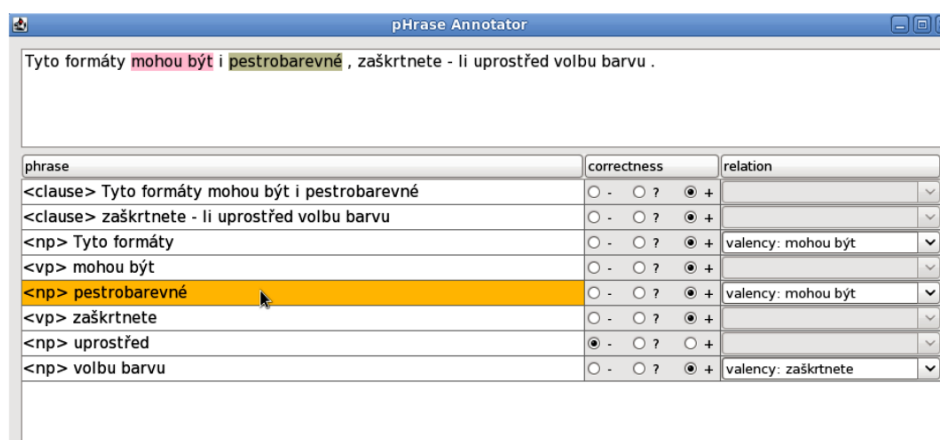 pHrase Annotator
Tyto formáty mohou být i pestrobarevné , zaškrtnete - li uprostřed volbu barvu .
phrase correctness relation
<clause> Tyto formáty mohou být i pestrobarevné - ? +
<clause> zaškrtnete - li uprostřed volbu barvu - ? +
<np> Tyto formáty - ? + valency: mohou být
<vp> mohou být - ? +
<np> pestrobarevné - ? + valency: mohou být
<vp> zaškrtnete - ? +
<np> uprostřed - ? +
<np> volbu barvu - ? + valency: zaškrtnete